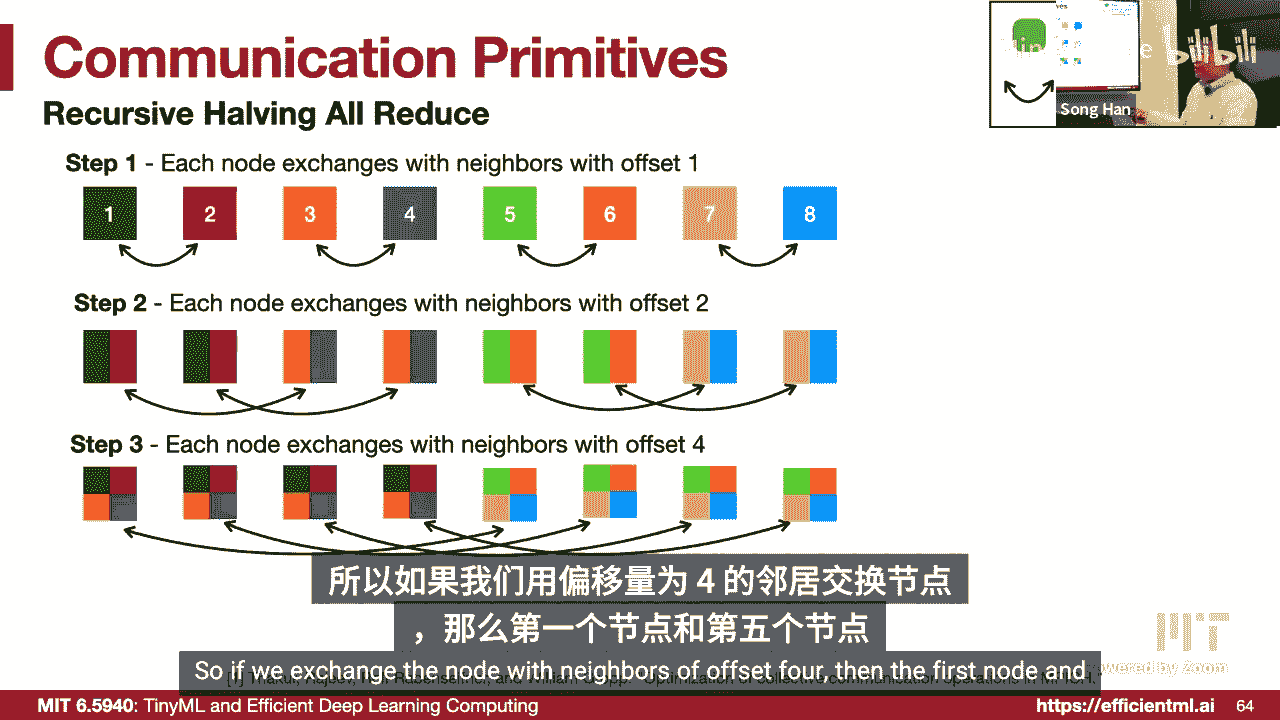 Communication Primitives
Recursive Halving All Reduce
Song Han
bilibili
Step 1 - Each node exchanges with neighbors with offset 1
1 2 3 4 5 6 7 8
Step 2 - Each node exchanges with neighbors with offset 2
Step 3 - Each node exchanges with neighbors with offset 4
所以如果我们用偏移量为 4 的邻居交换节点
，那么第一个节点和第五个节点
So if we exchange the node with neighbors of offset four, then the first node and
MIT
Powered by Zoom
MIT 6.5940: TinyML and Efficient Deep Learning Computing
https://efficientml.ai
64